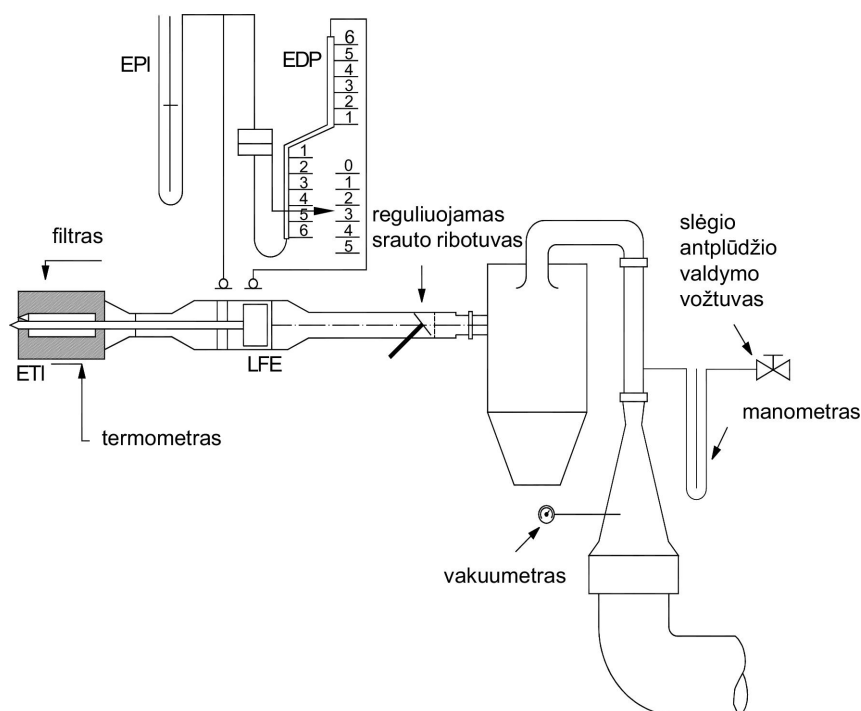 EPI
EDP
6
5
4
3
2
1
1
2
3
4
5
6
0
1
2
3
4
5
reguliuojamas
srauto ribotuvas
slėgio
antplūdžio
valdymo
vožtuvas
filtras
ETI
LFE
termometras
manometras
vakuumetras